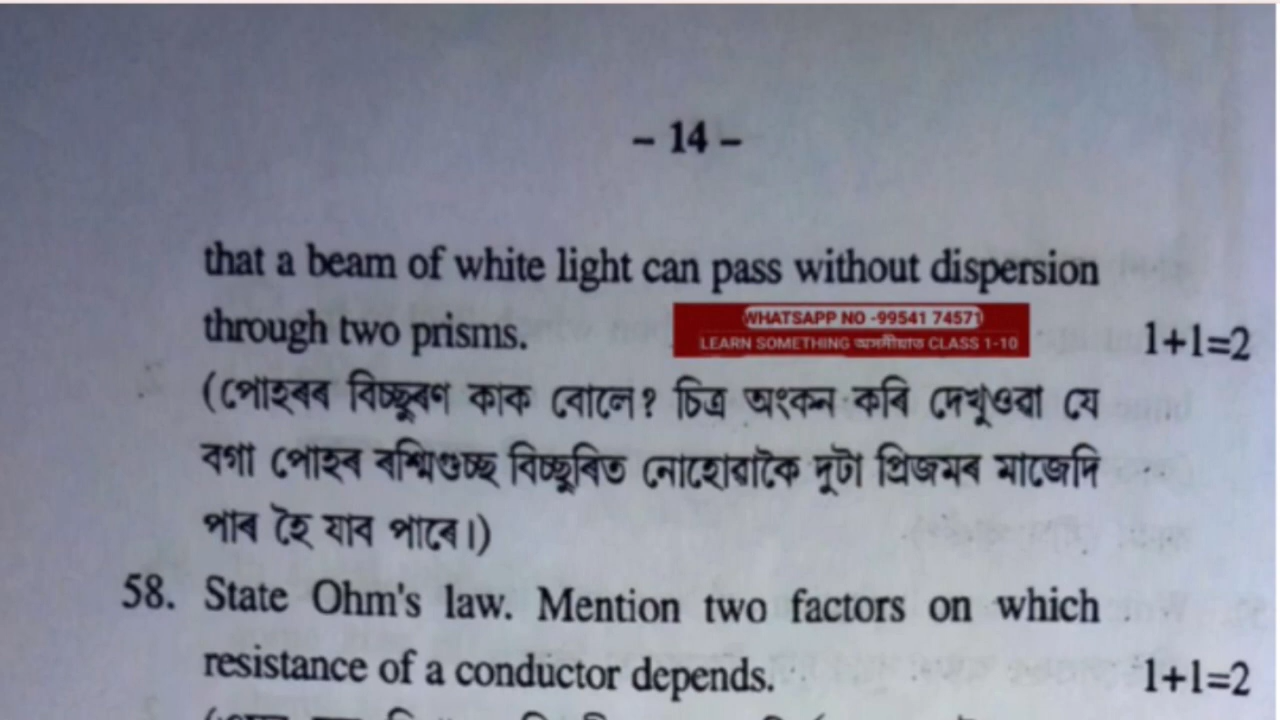 – 14 –
that a beam of white light can pass without dispersion
through two prisms.
WHATSAPP NO -99541 74571
LEARN SOMETHING অসমীয়াত CLASS 1-10
1+1=2
(পোহৰৰ বিচ্ছুৰণ কাক বোলে? চিত্ৰ অংকন কৰি দেখুওৱা যে
বগা পোহৰ ৰশ্মিগুচ্ছ বিচ্ছুৰিত নোহোৱাকৈ দুটা প্ৰিজমৰ মাজেদি
পাৰ হৈ যাব পাৰে।)
58. State Ohm's law. Mention two factors on which
resistance of a conductor depends. 1+1=2